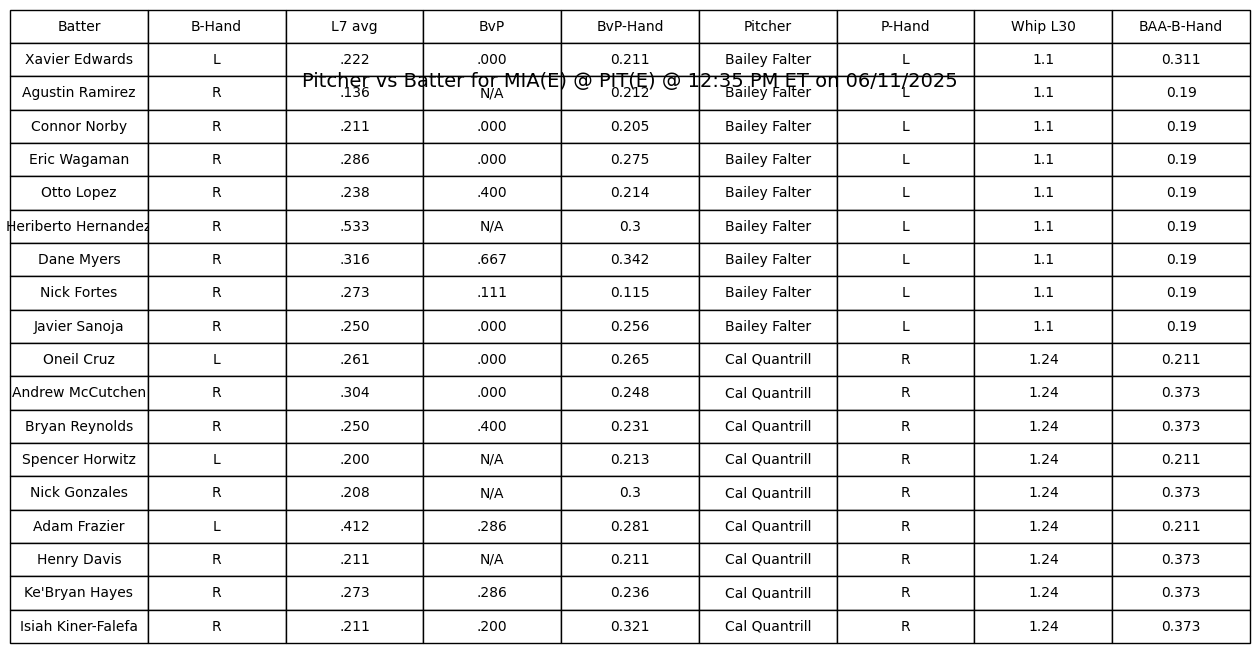 Batter B-Hand L7 avg BvP BvP-Hand Pitcher P-Hand Whip L30 BAA-B-Hand
Xavier Edwards L .222 .000 0.211 Bailey Falter L 1.1 0.311
Pitcher vs Batter for MIA(E) @ PIT(E) @ 12:35 PM ET on 06/11/2025
Agustin Ramirez R .136 N/A 0.212 Bailey Falter L 1.1 0.19
Connor Norby R .211 .000 0.205 Bailey Falter L 1.1 0.19
Eric Wagaman R .286 .000 0.275 Bailey Falter L 1.1 0.19
Otto Lopez R .238 .400 0.214 Bailey Falter L 1.1 0.19
Heriberto Hernandez R .533 N/A 0.3 Bailey Falter L 1.1 0.19
Dane Myers R .316 .667 0.342 Bailey Falter L 1.1 0.19
Nick Fortes R .273 .111 0.115 Bailey Falter L 1.1 0.19
Javier Sanoja R .250 .000 0.256 Bailey Falter L 1.1 0.19
Oneil Cruz L .261 .000 0.265 Cal Quantrill R 1.24 0.211
Andrew McCutchen R .304 .000 0.248 Cal Quantrill R 1.24 0.373
Bryan Reynolds R .250 .400 0.231 Cal Quantrill R 1.24 0.373
Spencer Horwitz L .200 N/A 0.213 Cal Quantrill R 1.24 0.211
Nick Gonzales R .208 N/A 0.3 Cal Quantrill R 1.24 0.373
Adam Frazier L .412 .286 0.281 Cal Quantrill R 1.24 0.211
Henry Davis R .211 N/A 0.211 Cal Quantrill R 1.24 0.373
Ke'Bryan Hayes R .273 .286 0.236 Cal Quantrill R 1.24 0.373
Isiah Kiner-Falefa R .211 .200 0.321 Cal Quantrill R 1.24 0.373